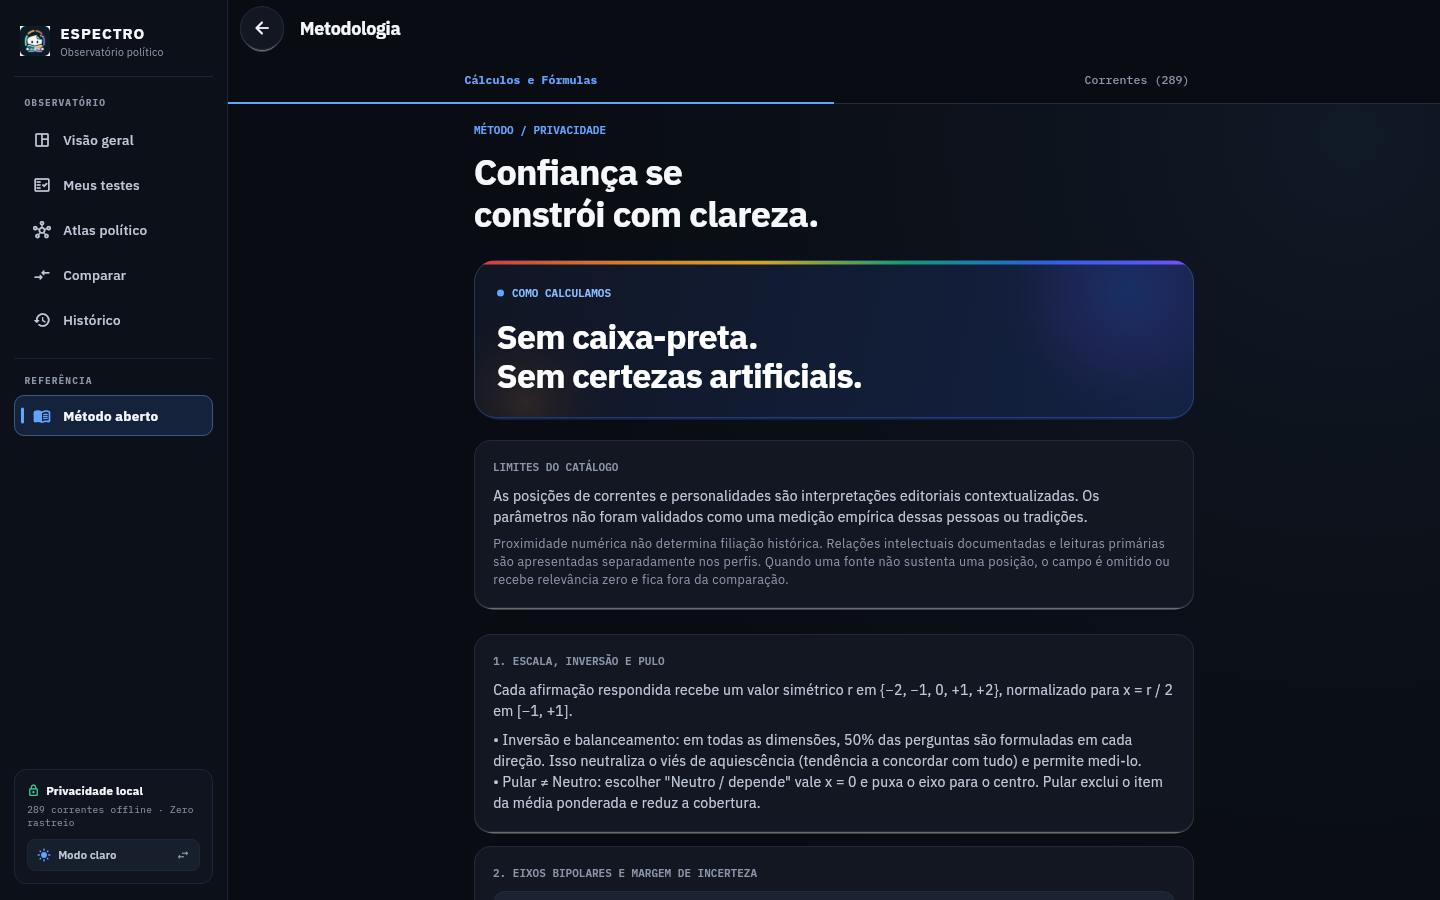 ESPECTRO
Observatório político
OBSERVATÓRIO
Visão geral
Meus testes
Atlas político
Comparar
Histórico
REFERÊNCIA
Método aberto
Privacidade local
289 correntes offline · Zero
rastreio
Modo claro
Metodologia
Cálculos e Fórmulas
Correntes (289)
MÉTODO / PRIVACIDADE
Confiança se
constrói com clareza.
COMO CALCULAMOS
Sem caixa-preta.
Sem certezas artificiais.
LIMITES DO CATÁLOGO
As posições de correntes e personalidades são interpretações editoriais contextualizadas. Os
parâmetros não foram validados como uma medição empírica dessas pessoas ou tradições.
Proximidade numérica não determina filiação histórica. Relações intelectuais documentadas e leituras primárias
são apresentadas separadamente nos perfis. Quando uma fonte não sustenta uma posição, o campo é omitido ou
recebe relevância zero e fica fora da comparação.
1. ESCALA, INVERSÃO E PULO
Cada afirmação respondida recebe um valor simétrico r em {−2, −1, 0, +1, +2}, normalizado para x = r / 2
em [−1, +1].
• Inversão e balanceamento: em todas as dimensões, 50% das perguntas são formuladas em cada
direção. Isso neutraliza o viés de aquiescência (tendência a concordar com tudo) e permite medi-lo.
• Pular ≠ Neutro: escolher "Neutro / depende" vale x = 0 e puxa o eixo para o centro. Pular exclui o item
da média ponderada e reduz a cobertura.
2. EIXOS BIPOLARES E MARGEM DE INCERTEZA